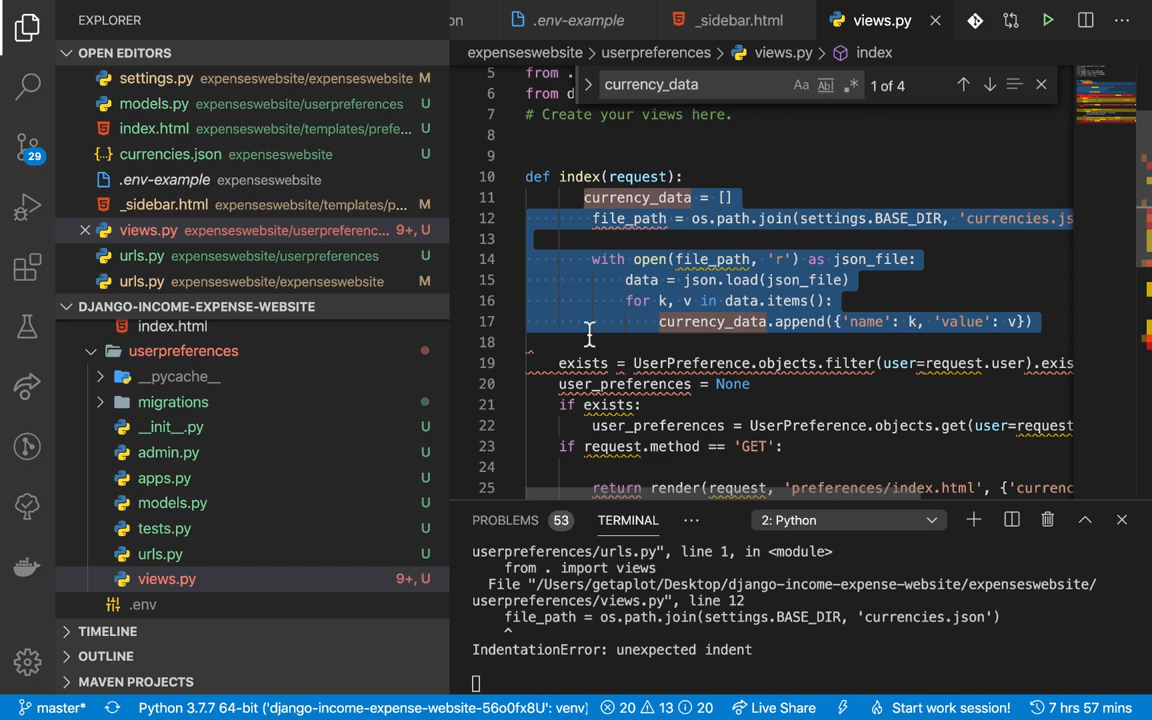 EXPLORER
on
.env-example
_sidebar.html
views.py
OPEN EDITORS
settings.py expenseswebsite/expenseswebsite M
models.py expenseswebsite/userpreferences U
index.html expenseswebsite/templates/prefe... U
{..} currencies.json expenseswebsite U
.env-example expenseswebsite
_sidebar.html expenseswebsite/templates/p... M
views.py expenseswebsite/userpreferenc... 9+, U
urls.py expenseswebsite/userpreferences U
urls.py expenseswebsite/expenseswebsite M
29
DJANGO-INCOME-EXPENSE-WEBSITE
index.html
userpreferences
__pycache__
migrations
__init__.py U
admin.py U
apps.py U
models.py U
tests.py U
urls.py U
views.py 9+, U
.env
TIMELINE
OUTLINE
MAVEN PROJECTS
expenseswebsite > userpreferences > views.py > index
currency_data Aa Ab| .* 1 of 4
5 from .
6 from d
7 # Create your views here.
8
9
10 def index(request):
11 currency_data = []
12 file_path = os.path.join(settings.BASE_DIR, 'currencies.js
13
14 with open(file_path, 'r') as json_file:
15 data = json.load(json_file)
16 for k, v in data.items():
17 currency_data.append({'name': k, 'value': v})
18
19 exists = UserPreference.objects.filter(user=request.user).exis
20 user_preferences = None
21 if exists:
22 user_preferences = UserPreference.objects.get(user=request
23 if request.method == 'GET':
24
25 return render(request, 'preferences/index.html', {'currenc
PROBLEMS 53 TERMINAL ... 2: Python
userpreferences/urls.py", line 1, in <module>
from . import views
File "/Users/getaplot/Desktop/django-income-expense-website/expenseswebsite/
userpreferences/views.py", line 12
file_path = os.path.join(settings.BASE_DIR, 'currencies.json')
^
IndentationError: unexpected indent
master* Python 3.7.7 64-bit ('django-income-expense-website-56o0fx8U': venv) 20 13 20 Live Share Start work session! 7 hrs 57 mins